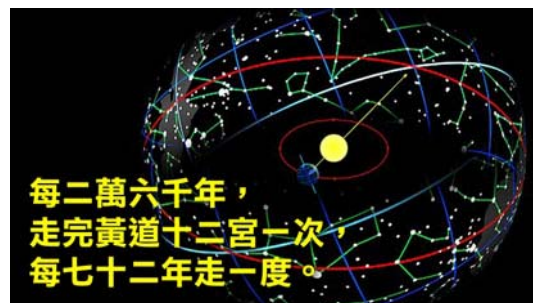 每二萬六千年，
走完黃道十二宮一次，
每七十二年走一度。